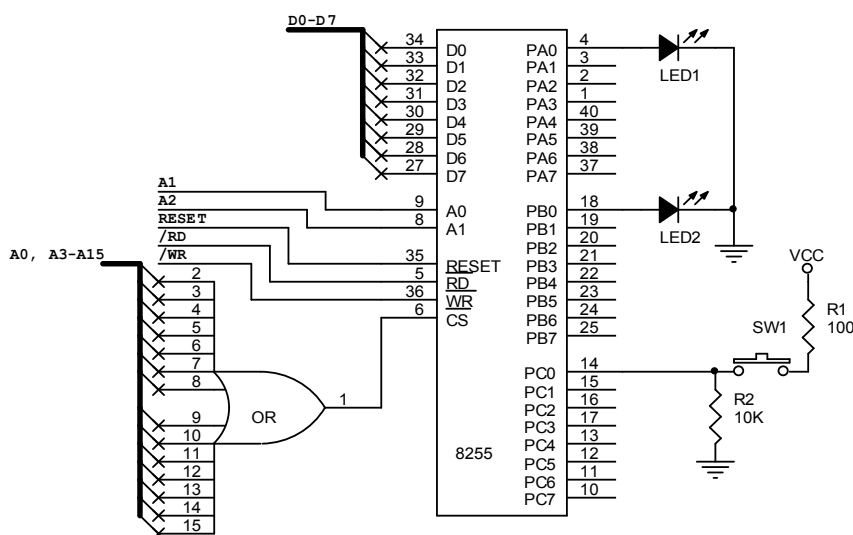 D0-D7
34 D0 PA0 4
33 D1 PA1 3
32 D2 PA2 2
31 D3 PA3 1
30 D4 PA4 40
29 D5 PA5 39
28 D6 PA6 38
27 D7 PA7 37
LED1
A1 9 A0 PB0 18
A2 8 A1 PB1 19
LED2
RESET 35 RESET PB2 20
/RD 5 RD PB3 21
/WR 36 WR PB4 22
6 CS PB5 23
PB6 24
PB7 25
A0, A3-A15
2
3
4
5
6
7
8
9
10
11
12
13
14
15
OR
1
VCC
R1
100
SW1
R2
10K
PC0 14
PC1 15
PC2 16
PC3 17
PC4 13
PC5 12
PC6 11
PC7 10
8255